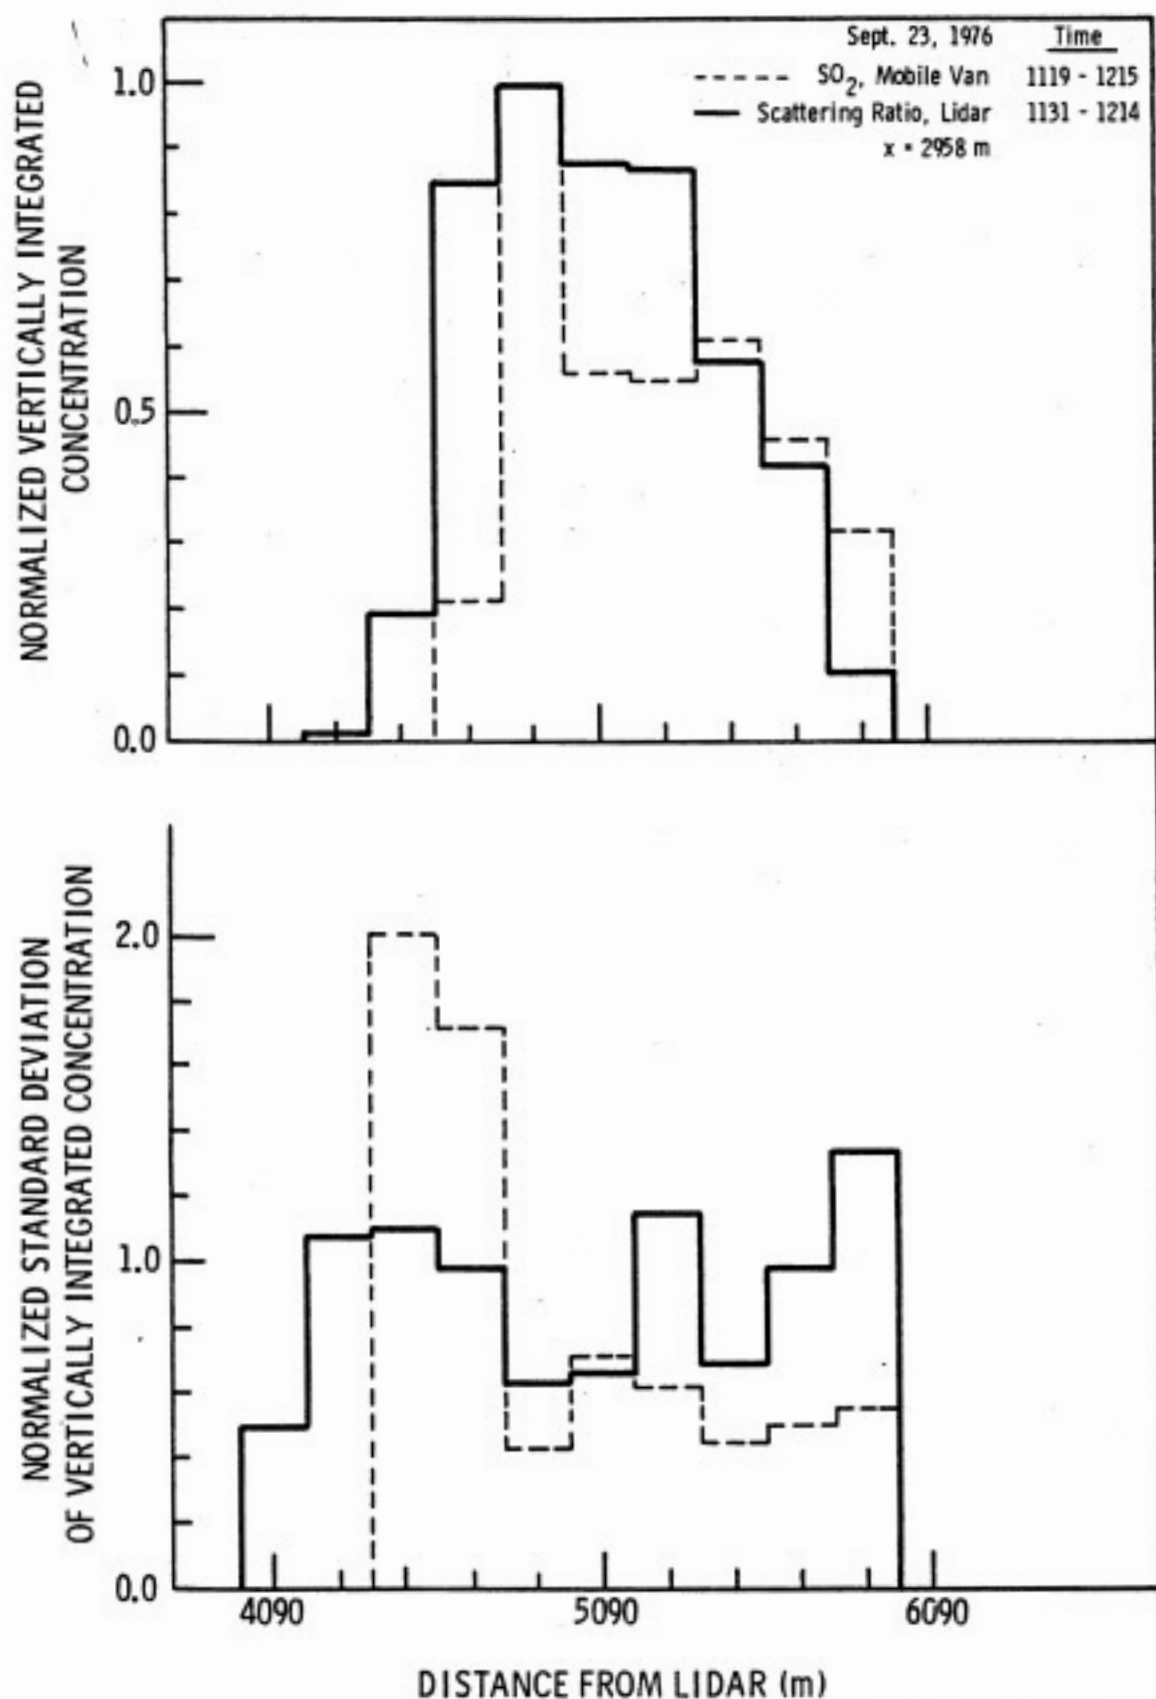 Sept. 23, 1976 Time
SO2, Mobile Van 1119 - 1215
Scattering Ratio, Lidar 1131 - 1214
x = 2958 m
NORMALIZED VERTICALLY INTEGRATED
CONCENTRATION
1.0
0.5
0.0
NORMALIZED STANDARD DEVIATION
OF VERTICALLY INTEGRATED CONCENTRATION
2.0
1.0
0.0
4090 5090 6090
DISTANCE FROM LIDAR (m)